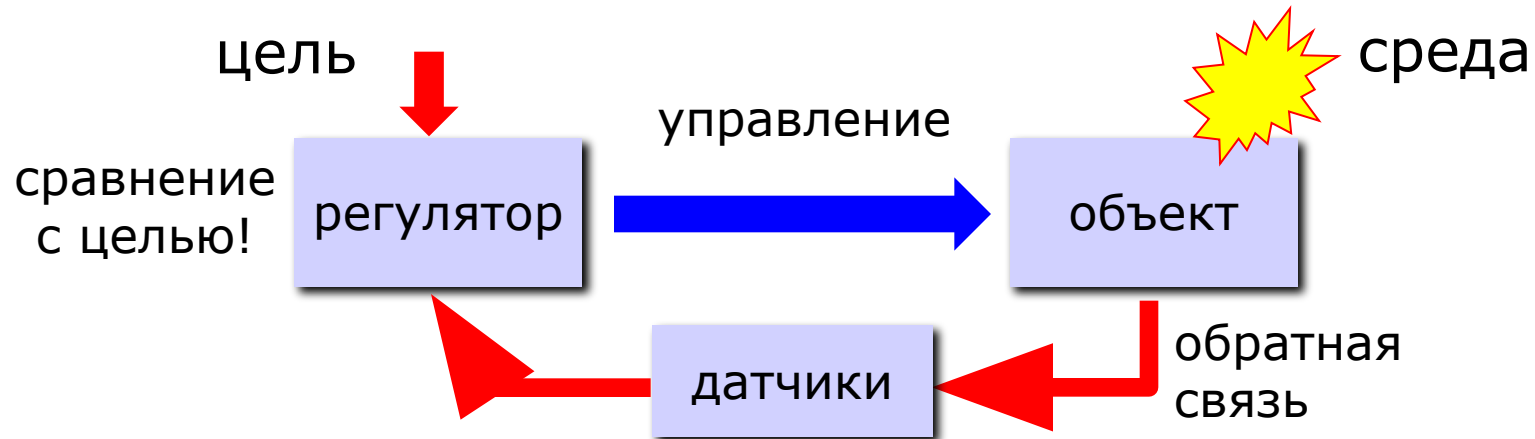 цель
среда
управление
сравнение
с целью!
регулятор
объект
датчики
обратная
связь